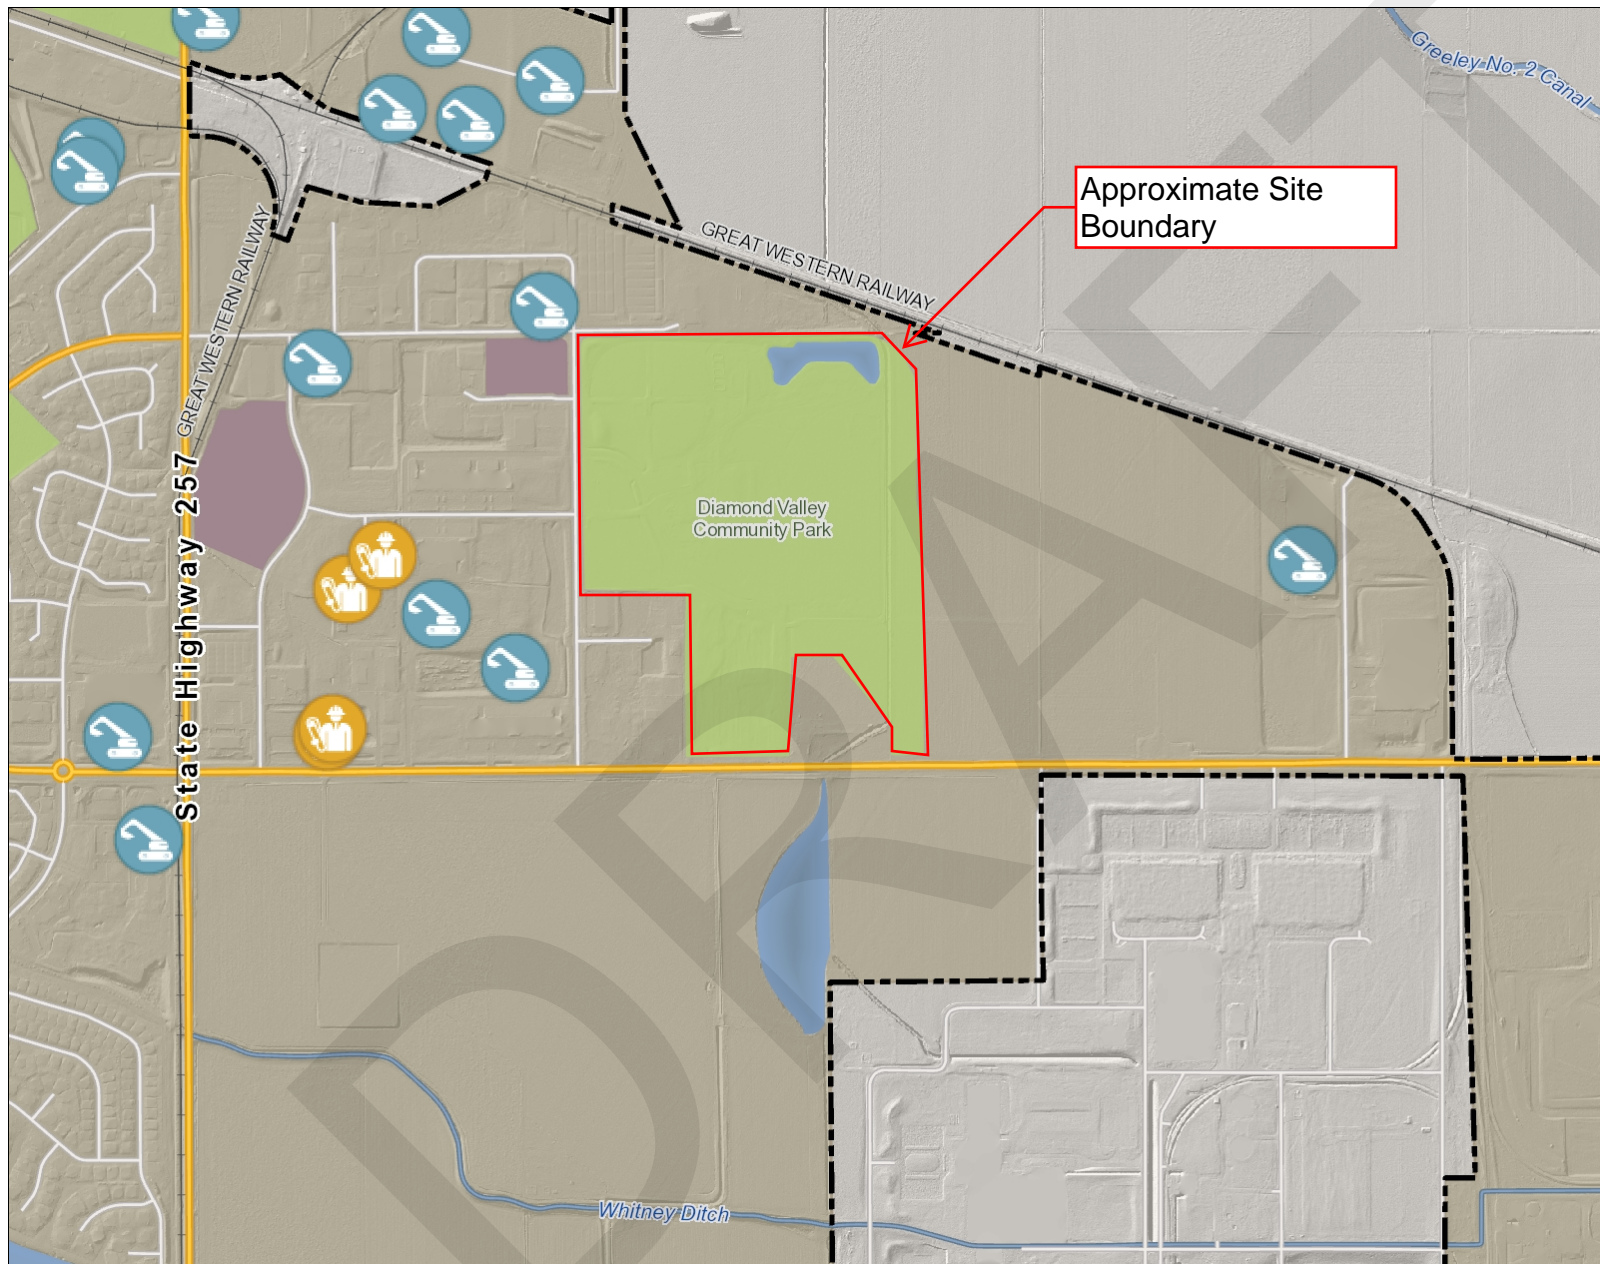 Greeley No. 2 Canal
Approximate Site
Boundary
GREAT WESTERN RAILWAY
GREAT WESTERN RAILWAY
State Highway 257
Diamond Valley
Community Park
Whitney Ditch
DRAFT